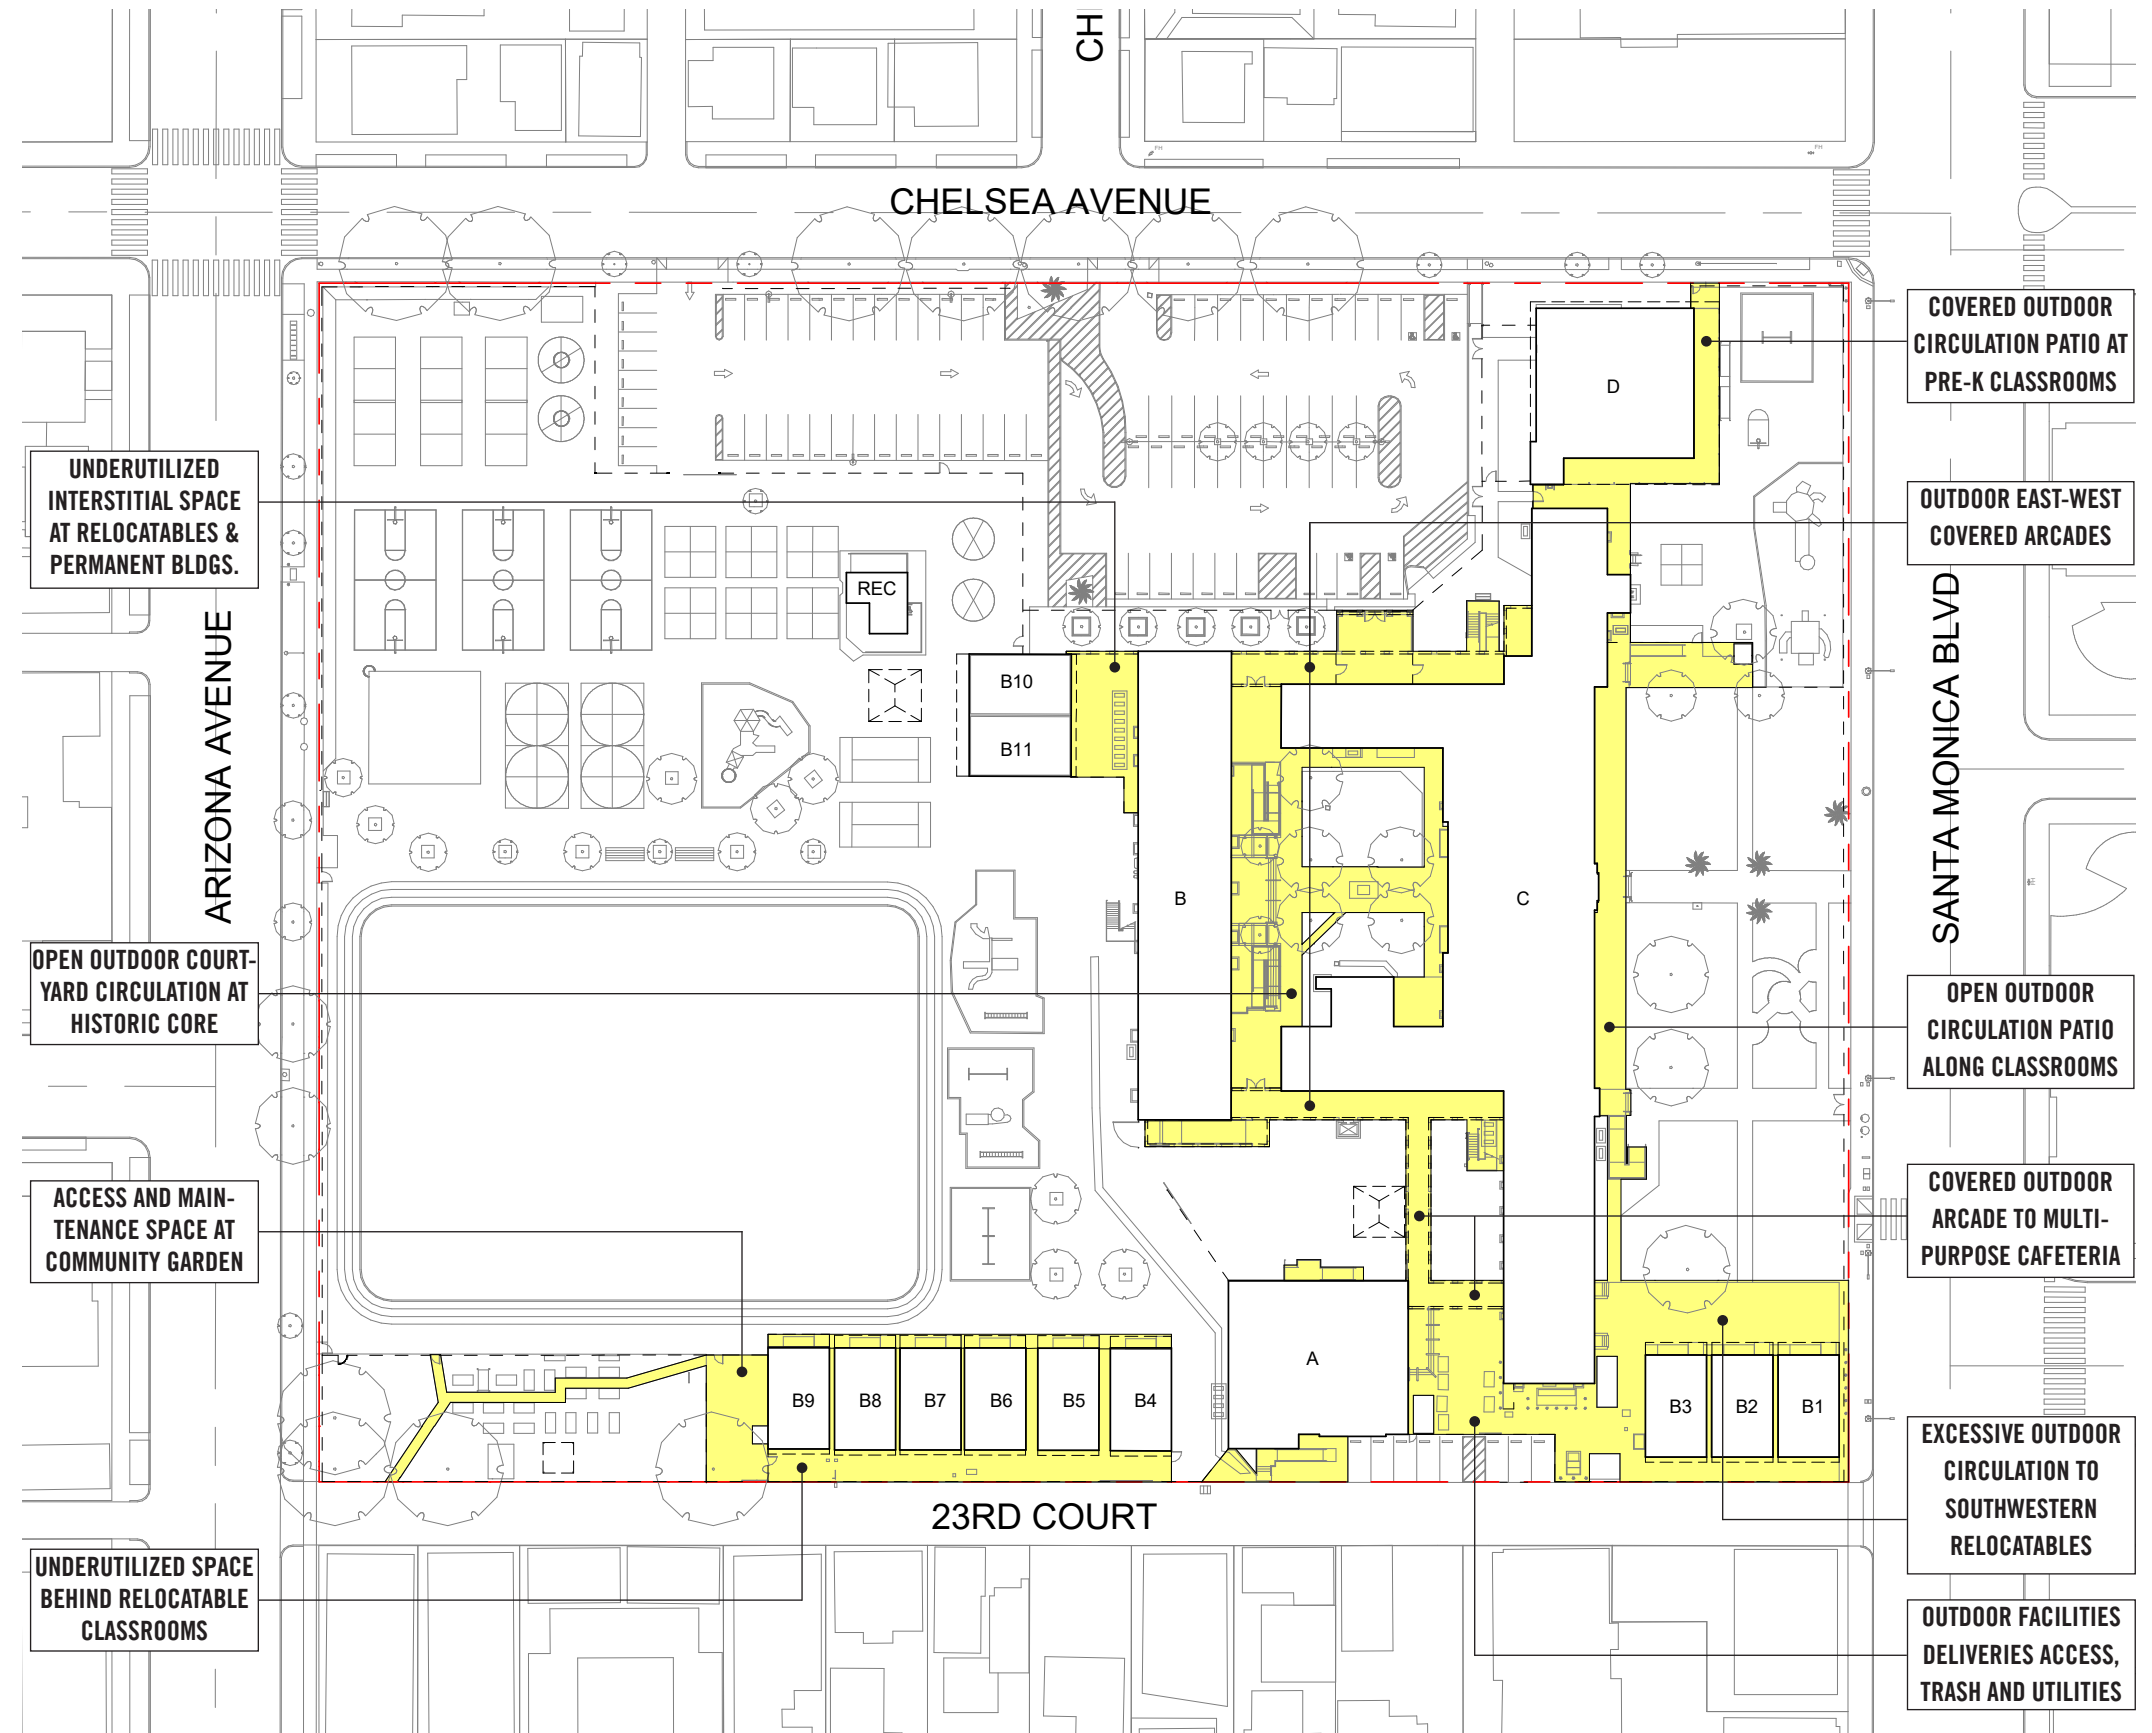 CH
CHELSEA AVENUE
FH
FH
COVERED OUTDOOR
CIRCULATION PATIO AT
PRE-K CLASSROOMS
D
UNDERUTILIZED
INTERSTITIAL SPACE
AT RELOCATABLES &
PERMANENT BLDGS.
OUTDOOR EAST-WEST
COVERED ARCADES
REC
ARIZONA AVENUE
SANTA MONICA BLVD
B10
B11
B
C
OPEN OUTDOOR COURT-
YARD CIRCULATION AT
HISTORIC CORE
OPEN OUTDOOR
CIRCULATION PATIO
ALONG CLASSROOMS
ACCESS AND MAIN-
TENANCE SPACE AT
COMMUNITY GARDEN
COVERED OUTDOOR
ARCADE TO MULTI-
PURPOSE CAFETERIA
A
B9
B8
B7
B6
B5
B4
B3
B2
B1
EXCESSIVE OUTDOOR
CIRCULATION TO
SOUTHWESTERN
RELOCATABLES
23RD COURT
UNDERUTILIZED SPACE
BEHIND RELOCATABLE
CLASSROOMS
OUTDOOR FACILITIES
DELIVERIES ACCESS,
TRASH AND UTILITIES